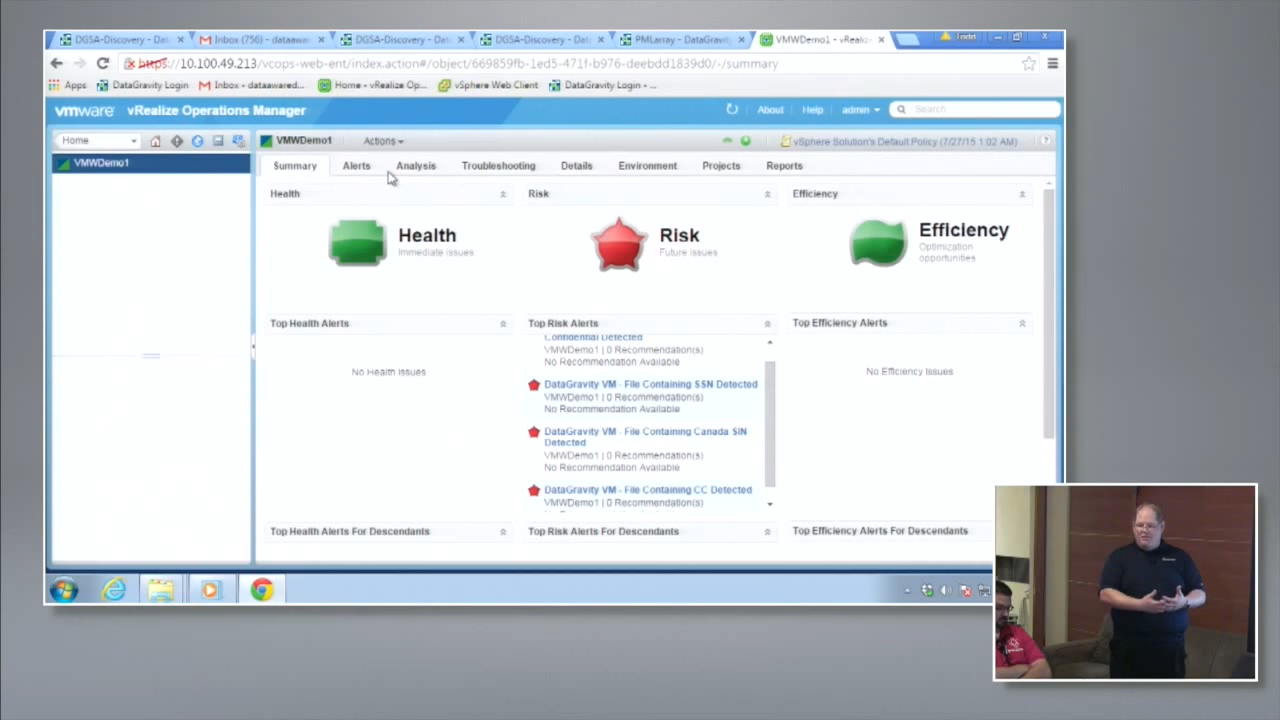 DGSA-Discovery - Dat
Inbox (756) - dataaware
DGSA-Discovery - Dat
DGSA-Discovery - Dat
PMLarray - DataGravity
VMWDemo1 - vRealize
Todd
https://10.100.49.213/vcops-web-ent/index.action#/object/669859fb-1ed5-471f-b976-deebdd1839d0/-/summary
Apps
DataGravity Login
Inbox - dataawared...
Home - vRealize Op...
vSphere Web Client
DataGravity Login - ...
vmware vRealize Operations Manager
About
Help
admin
Search
Home
VMWDemo1
Actions
vSphere Solution's Default Policy (7/27/15 1:02 AM)
VMWDemo1
Summary
Alerts
Analysis
Troubleshooting
Details
Environment
Projects
Reports
Health
Risk
Efficiency
Health
Immediate issues
Risk
Future issues
Efficiency
Optimization
opportunities
Top Health Alerts
Top Risk Alerts
Top Efficiency Alerts
No Health Issues
Confidential Detected
VMWDemo1 | 0 Recommendation(s)
No Recommendation Available
DataGravity VM - File Containing SSN Detected
VMWDemo1 | 0 Recommendation(s)
No Recommendation Available
DataGravity VM - File Containing Canada SIN
Detected
VMWDemo1 | 0 Recommendation(s)
No Recommendation Available
DataGravity VM - File Containing CC Detected
VMWDemo1 | 0 Recommendation(s)
No Efficiency Issues
Top Health Alerts For Descendants
Top Risk Alerts For Descendants
Top Efficiency Alerts For Descendants